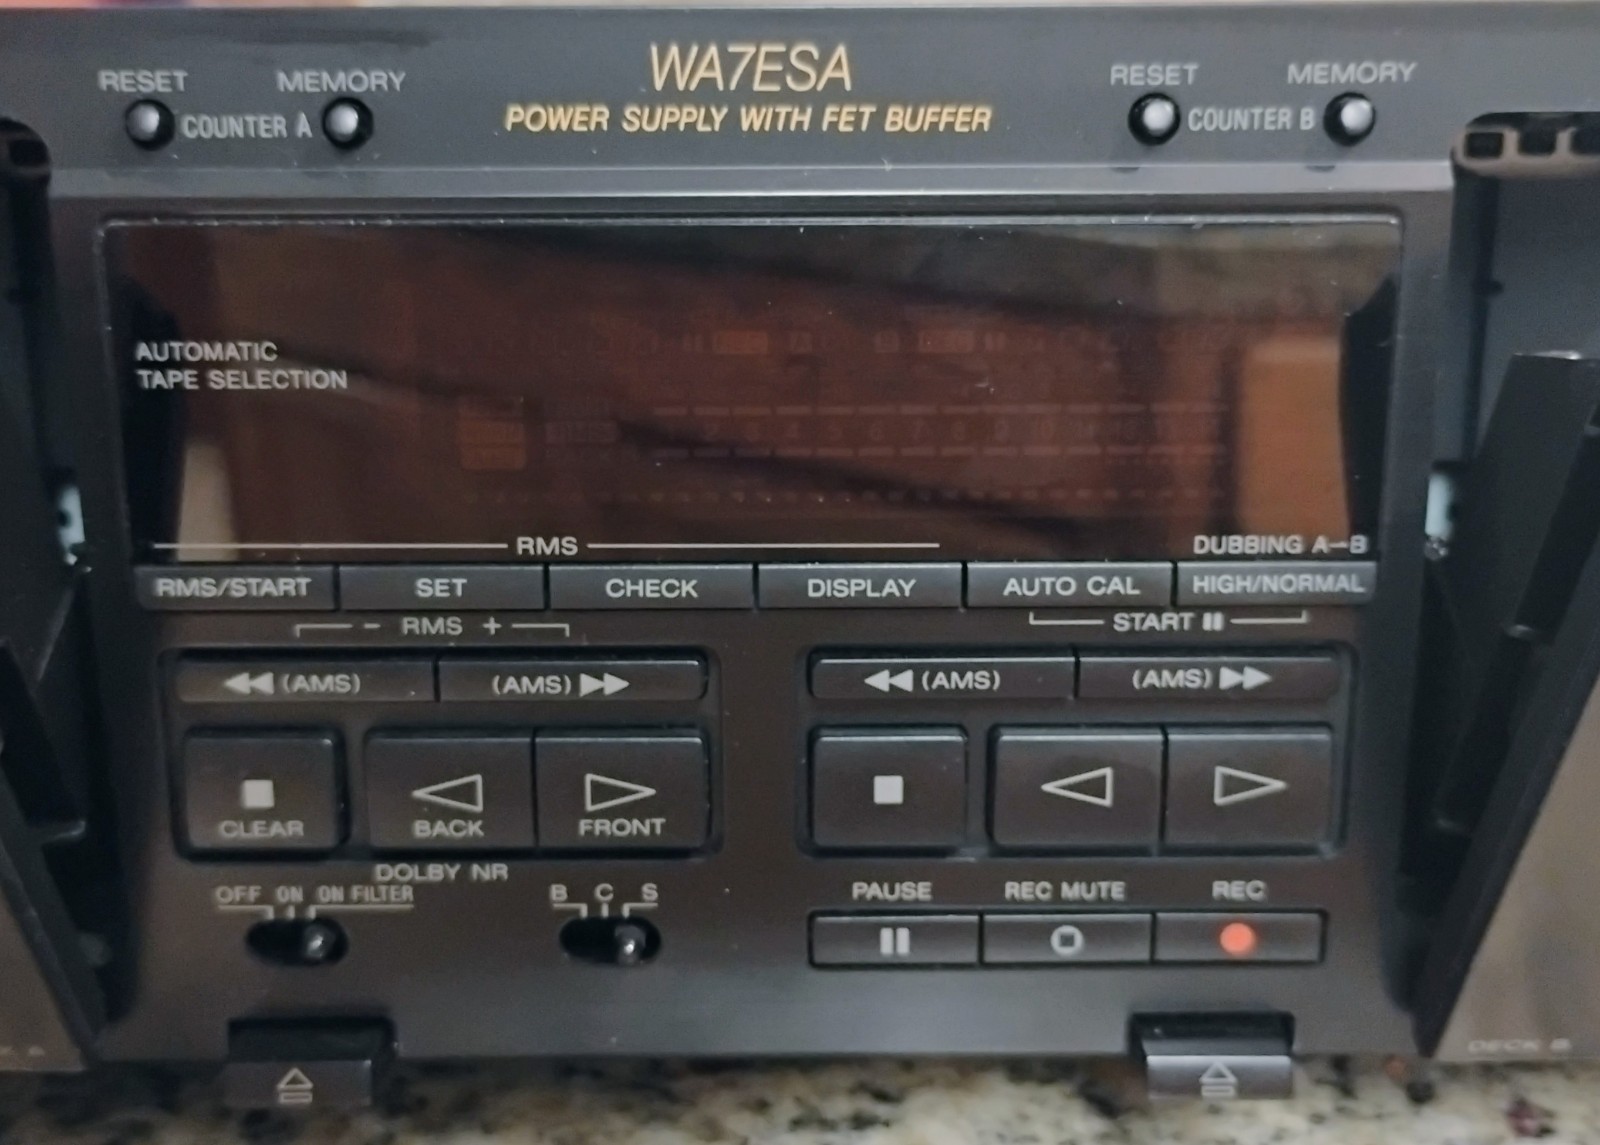 WA7ESA
RESET MEMORY
COUNTER A
POWER SUPPLY WITH FET BUFFER
RESET MEMORY
COUNTER B
AUTOMATIC
TAPE SELECTION
RMS
DUBBING A–B
RMS/START SET CHECK DISPLAY AUTO CAL HIGH/NORMAL
– RMS +
START
(AMS) (AMS)
(AMS) (AMS)
CLEAR BACK FRONT
DOLBY NR
OFF ON ON FILTER
B C S
PAUSE REC MUTE REC
DECK B